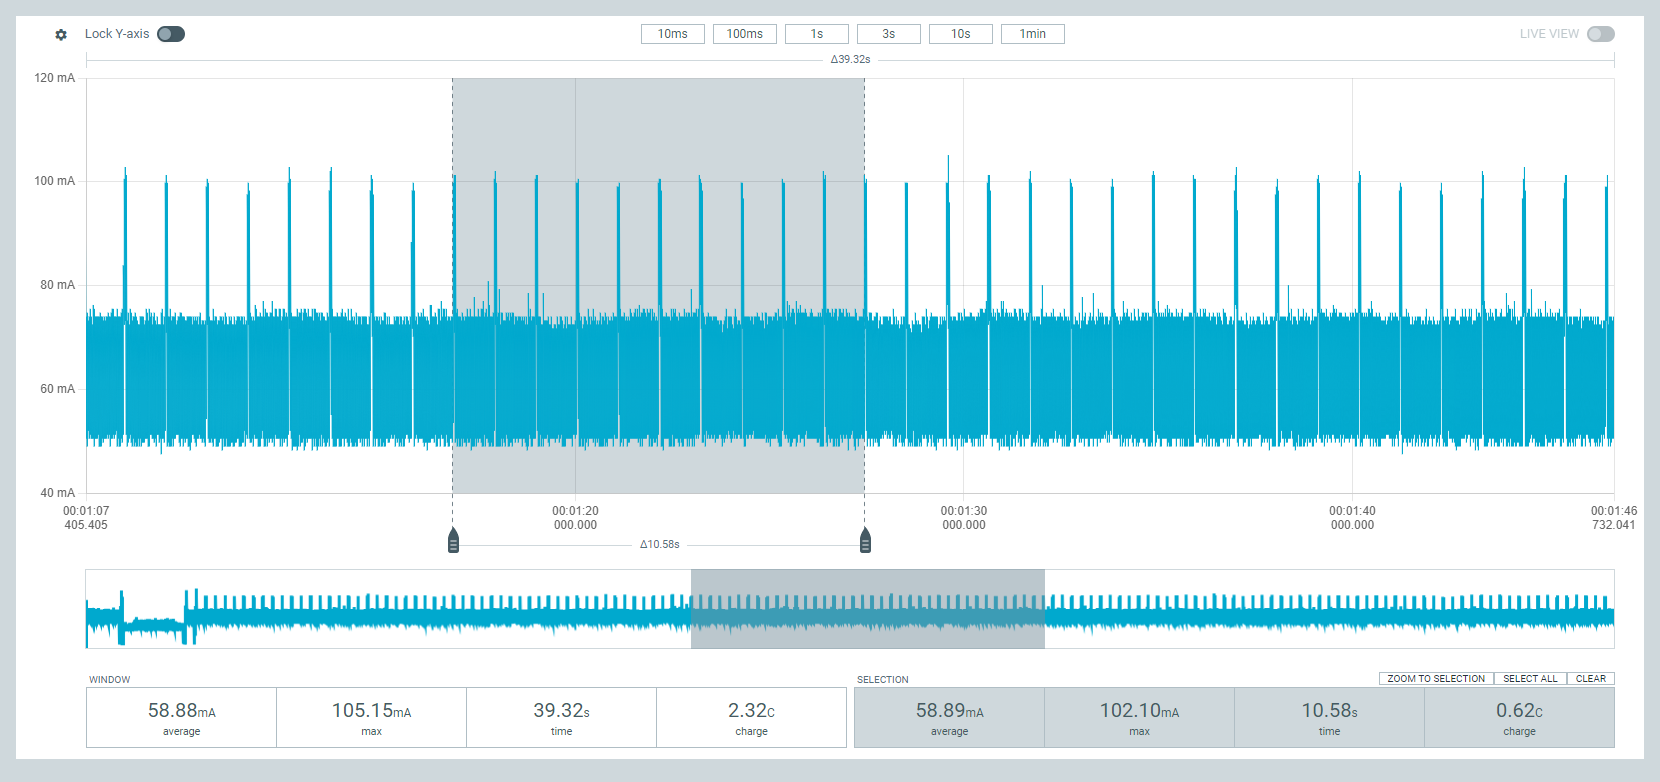 Lock Y-axis
10ms 100ms 1s 3s 10s 1min
LIVE VIEW
Δ39.32s
120 mA
100 mA
80 mA
60 mA
40 mA
00:01:07 00:01:20 00:01:30 00:01:40 00:01:46
405.405 000.000 000.000 000.000 732.041
Δ10.58s
WINDOW
58.88mA 105.15mA 39.32s 2.32C
average max time charge
SELECTION
ZOOM TO SELECTION SELECT ALL CLEAR
58.89mA 102.10mA 10.58s 0.62C
average max time charge